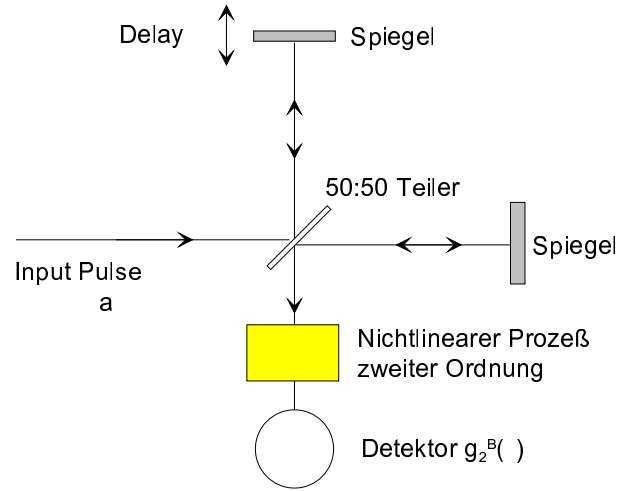 Delay
Spiegel
50:50 Teiler
Spiegel
Input Pulse
a
Nichtlinearer Prozeß
zweiter Ordnung
Detektor g₂ᴮ( )